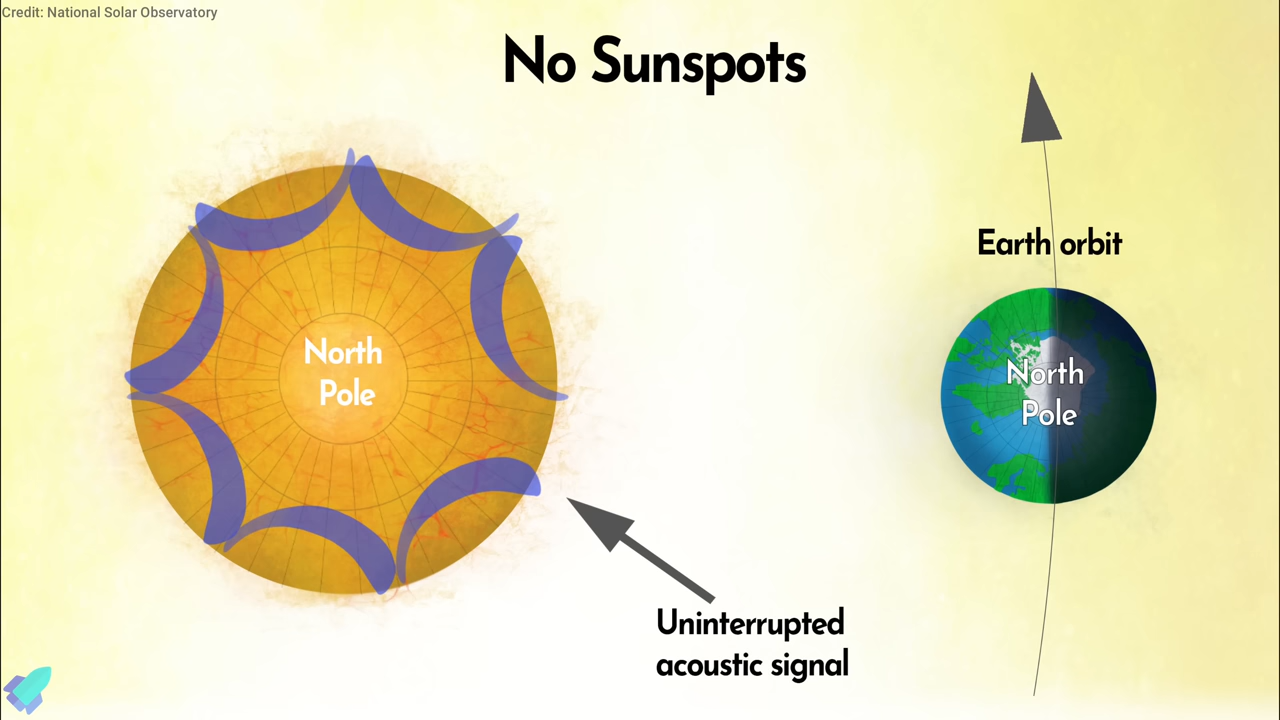 Credit: National Solar Observatory
No Sunspots
Earth orbit
North
Pole
North
Pole
Uninterrupted
acoustic signal